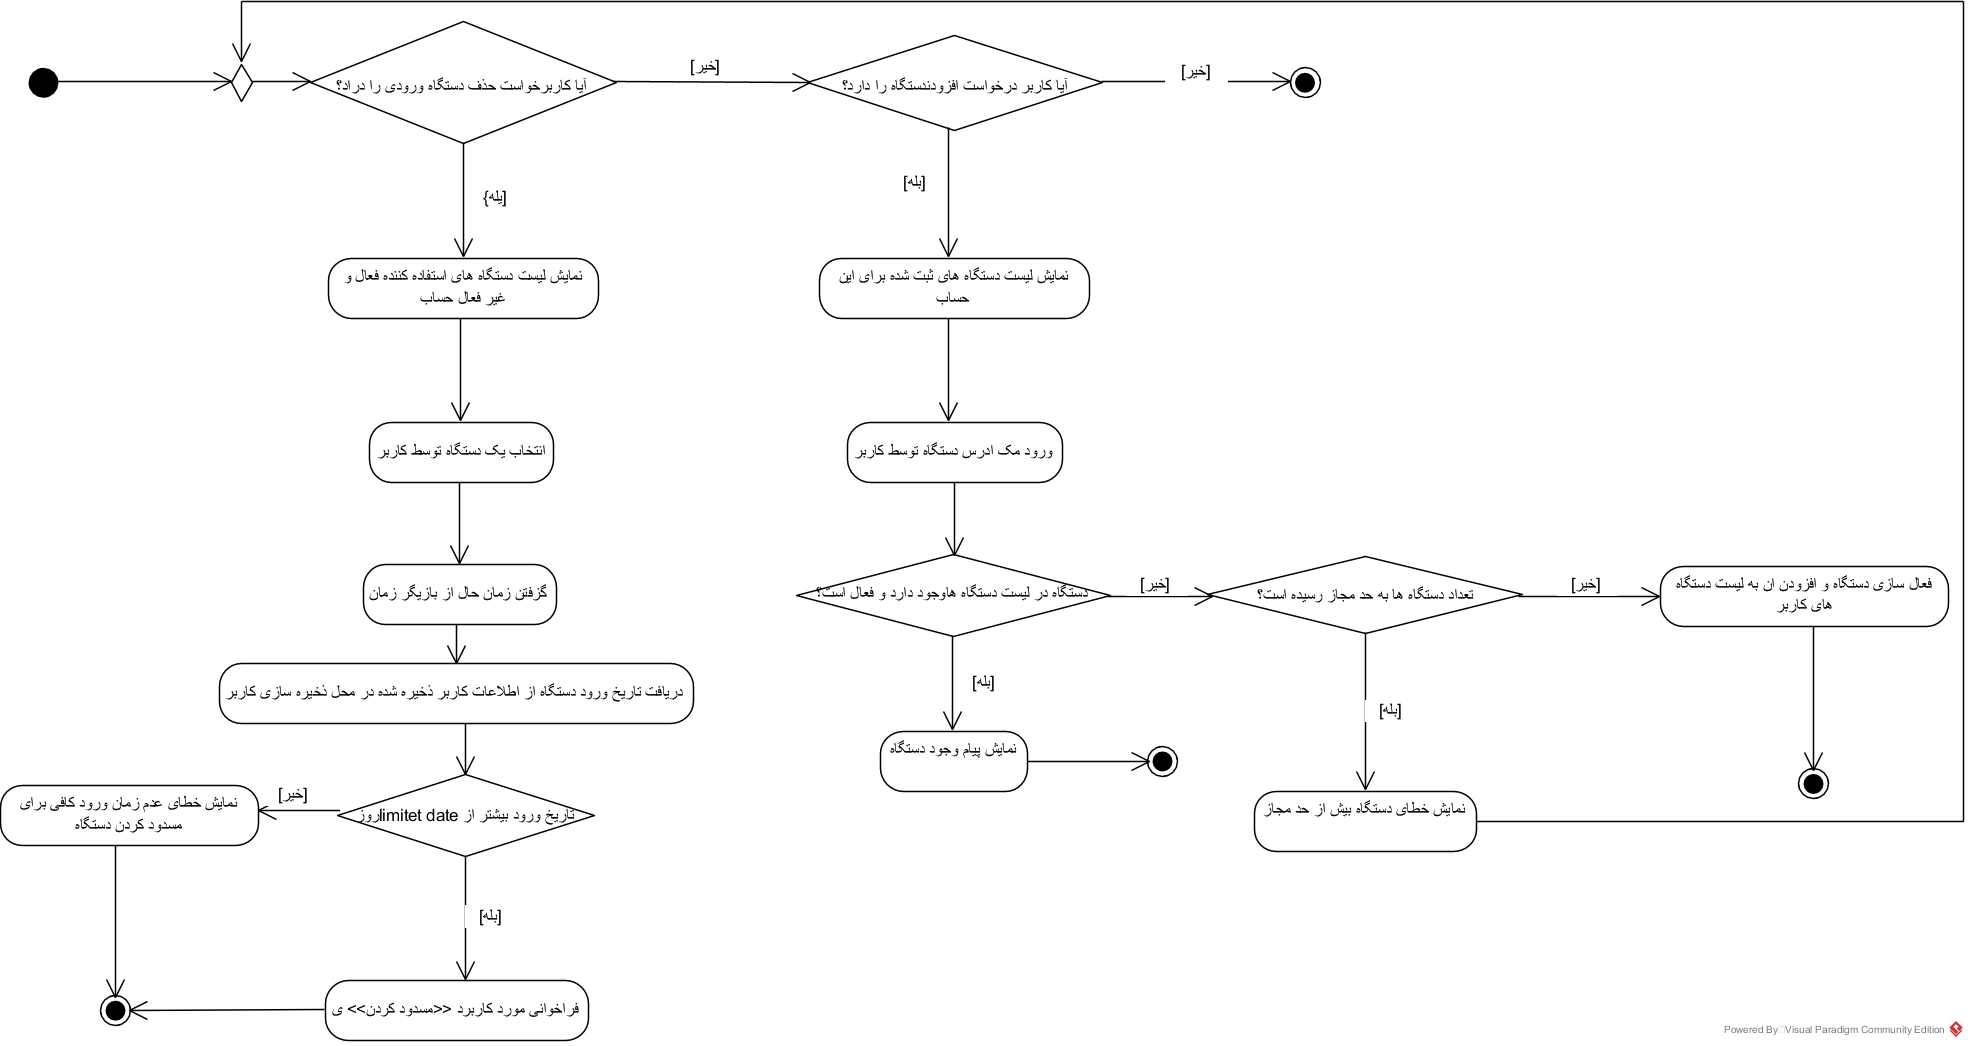 آیا کاربرخواست حذف دستگاه ورودی را دراد؟
[خیر]
آیا کاربر درخواست افزودندستگاه را دارد؟
[خیر]
[یله}
[بله]
نمایش لیست دستگاه های استفاده کننده فعال و
غیر فعال حساب
نمایش لیست دستگاه های ثبت شده برای این
حساب
انتخاب یک دستگاه توسط کاربر
ورود مک ادرس دستگاه توسط کاربر
گزفتن زمان حال از بازیگر زمان
دستگاه در لیست دستگاه هاوجود دارد و فعال است؟
[خیر]
تعداد دستگاه ها به حد مجاز رسیده است؟
[خیر]
فعال سازی دستگاه و افزودن ان به لیست دستگاه
های کاربر
دریافت تاریخ ورود دستگاه از اطلاعات کاربر ذخیره شده در محل ذخیره سازی کاربر
[بله]
[بله]
نمایش پیام وجود دستگاه
نمایش خطای دستگاه بیش از حد مجاز
[خیر]
نمایش خطای عدم زمان ورود کافی برای
مسدود کردن دستگاه
تاریخ ورود بیشتر از limitet date روز
[بله]
فراخوانی مورد کاربرد <<مسدود کردن>> ی
Powered By Visual Paradigm Community Edition